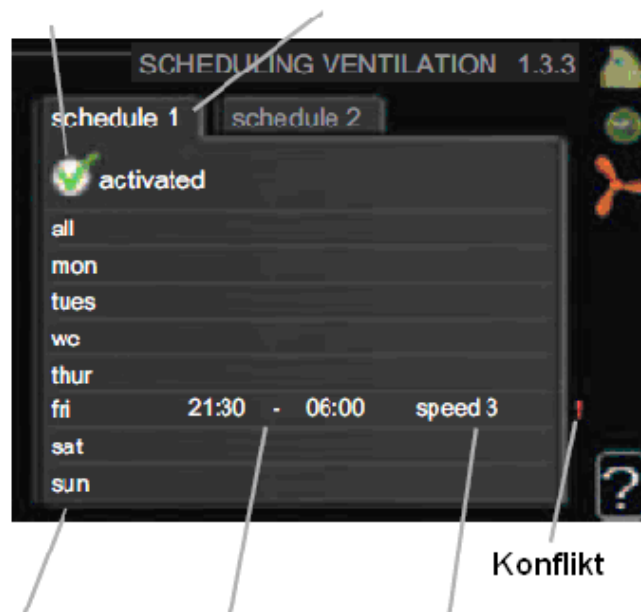 SCHEDULING VENTILATION 1.3.3
schedule 1 schedule 2
activated
all
mon
tues
we
thur
fri 21:30 - 06:00 speed 3 !
sat
sun
?
Konflikt